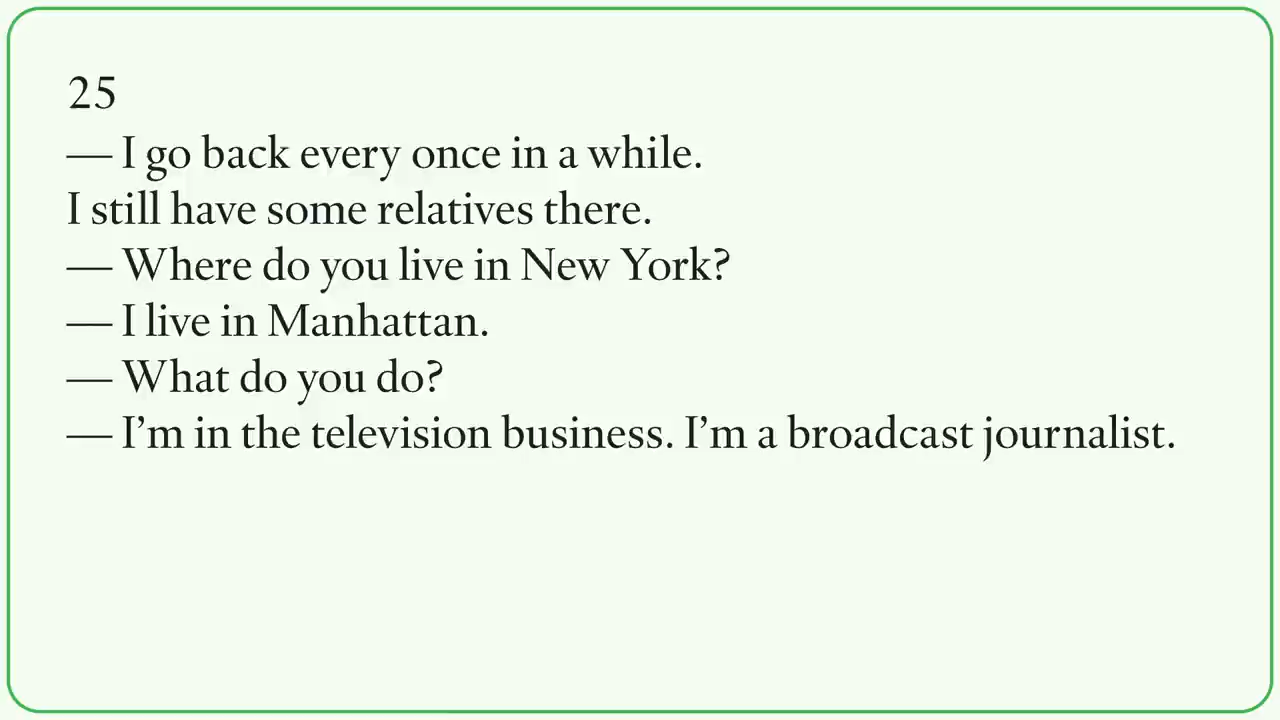 25
— I go back every once in a while.
I still have some relatives there.
— Where do you live in New York?
— I live in Manhattan.
— What do you do?
— I’m in the television business. I’m a broadcast journalist.